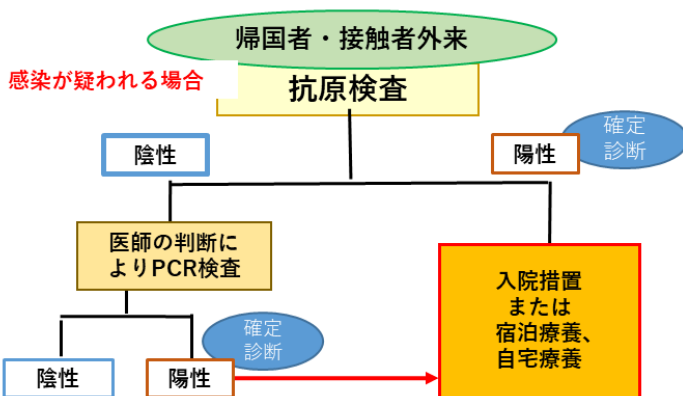 帰国者・接触者外来
感染が疑われる場合
抗原検査
陰性
陽性
確定
診断
医師の判断に
よりPCR検査
入院措置
または
宿泊療養、
自宅療養
確定
診断
陰性
陽性